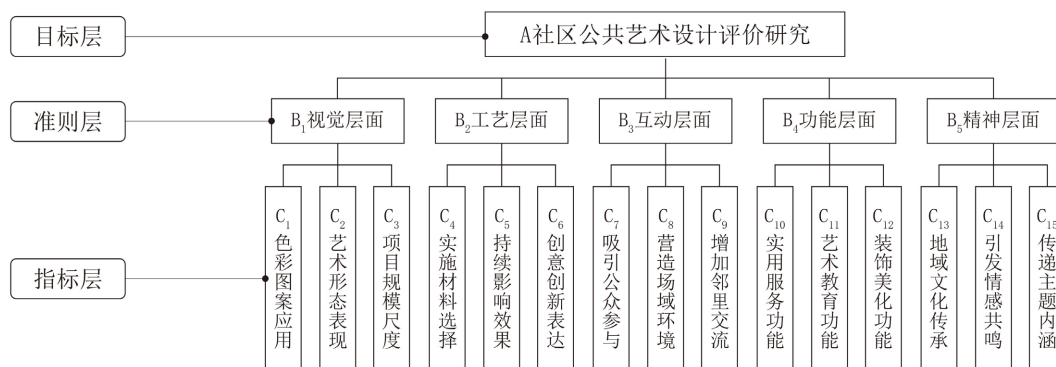 目标层
A社区公共艺术设计评价研究
准则层
B₁视觉层面
B₂工艺层面
B₃互动层面
B₄功能层面
B₅精神层面
指标层
C₁色彩图案应用
C₂艺术形态表现
C₃项目规模尺度
C₄实施材料选择
C₅持续影响效果
C₆创意创新表达
C₇吸引公众参与
C₈营造场域环境
C₉增加邻里交流
C₁₀实用服务功能
C₁₁艺术教育功能
C₁₂装饰美化功能
C₁₃地域文化传承
C₁₄引发情感共鸣
C₁₅传递主题内涵